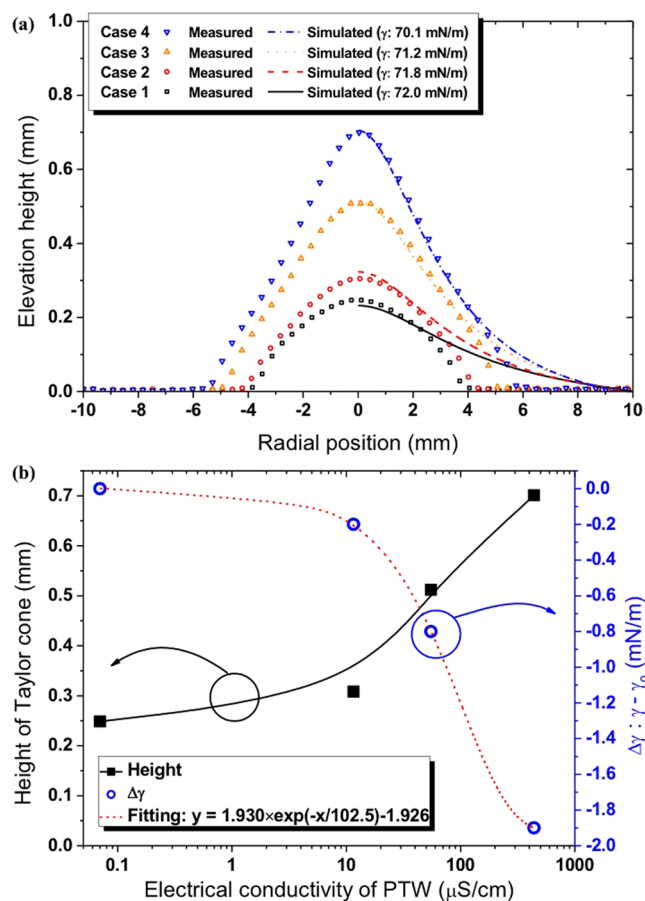 (a)
Case 4 Measured Simulated (γ: 70.1 mN/m)
Case 3 Measured Simulated (γ: 71.2 mN/m)
Case 2 Measured Simulated (γ: 71.8 mN/m)
Case 1 Measured Simulated (γ: 72.0 mN/m)
1.0
0.8
0.6
0.4
0.2
0.0
Elevation height (mm)
-10 -8 -6 -4 -2 0 2 4 6 8 10
Radial position (mm)
(b)
0.7
0.6
0.5
0.4
0.3
0.2
0.1
0.0
Height of Taylor cone (mm)
0.0
-0.2
-0.4
-0.6
-0.8
-1.0
-1.2
-1.4
-1.6
-1.8
-2.0
Δγ : γ - γ₀ (mN/m)
Height
Δγ
Fitting: y = 1.930×exp(-x/102.5)-1.926
0.1 1 10 100 1000
Electrical conductivity of PTW (μS/cm)